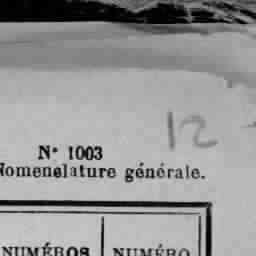 12
N° 1003
Nomenclature générale.
NUMÉROS NUMÉRO